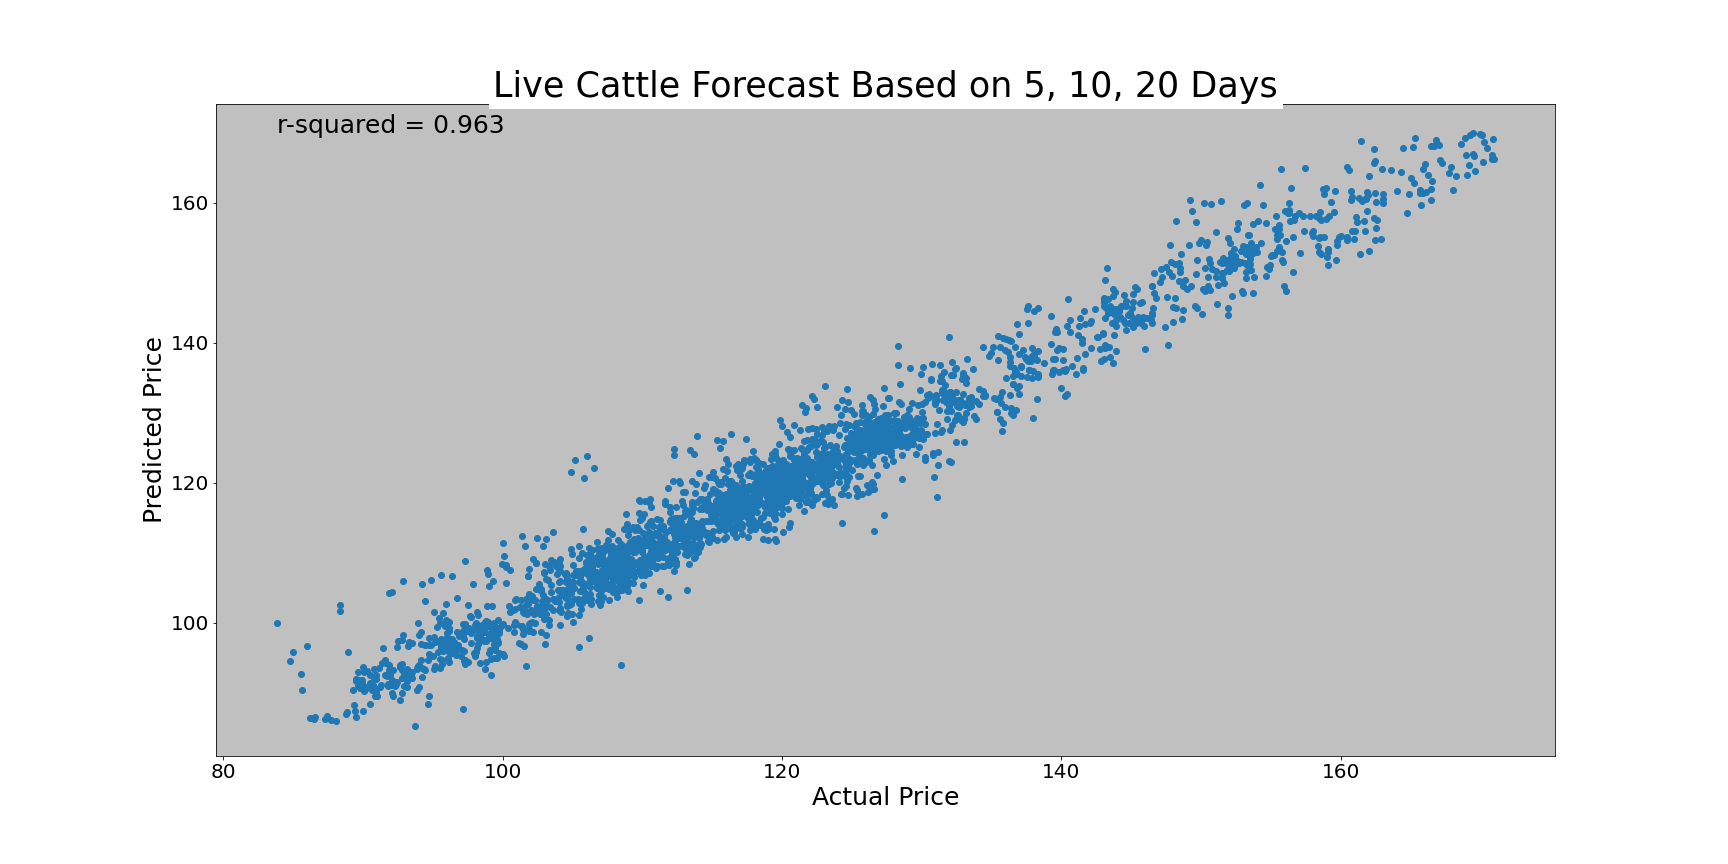 Live Cattle Forecast Based on 5, 10, 20 Days
r-squared = 0.963
160
140
120
100
Predicted Price
80 100 120 140 160
Actual Price